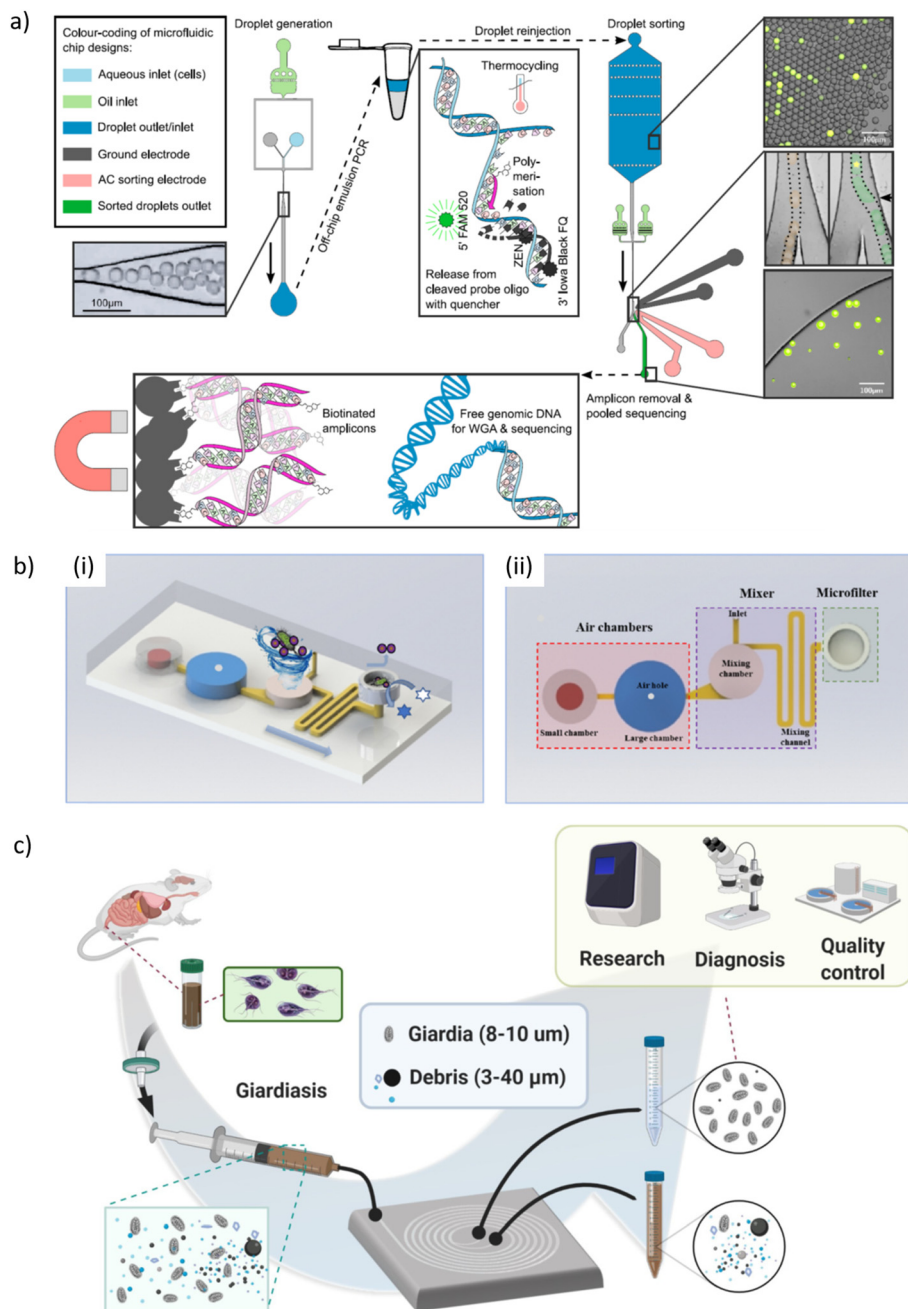 a)
Colour-coding of microfluidic
chip designs:
Aqueous inlet (cells)
Oil inlet
Droplet outlet/inlet
Ground electrode
AC sorting electrode
Sorted droplets outlet
100µm
Droplet generation
Off-chip emulsion PCR
Droplet reinjection
Thermocycling
Poly-
meri-
sation
5' FAM 520
ZEN
3' Iowa Black FQ
Release from
cleaved probe oligo
with quencher
Droplet sorting
100µm
100µm
Amplicon removal &
pooled sequencing
Biotinated
amplicons
Free genomic DNA
for WGA & sequencing
b)
(i)
(ii)
Air chambers
Mixer
Microfilter
Inlet
Mixing
chamber
Air hole
Small chamber
Large chamber
Mixing
channel
c)
Research
Diagnosis
Quality
control
Giardiasis
Giardia (8-10 um)
Debris (3-40 µm)